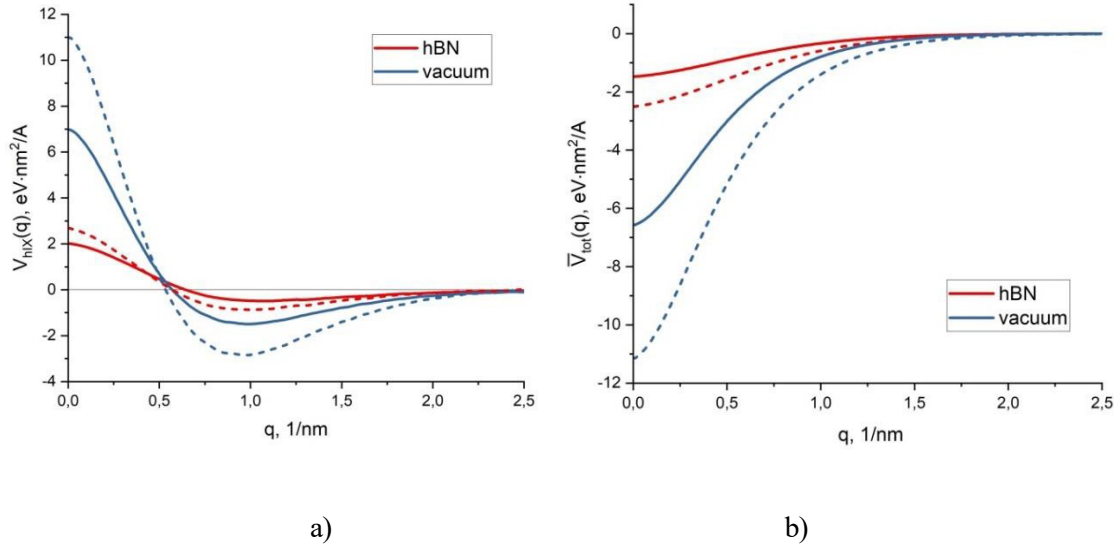 12
10
8
6
4
2
0
-2
-4
V_hIX(q), eV·nm²/A
hBN
vacuum
0,0 0,5 1,0 1,5 2,0 2,5
q, 1/nm
a)
0
-2
-4
-6
-8
-10
-12
V̅_tot(q), eV·nm²/A
hBN
vacuum
0,0 0,5 1,0 1,5 2,0 2,5
q, 1/nm
b)